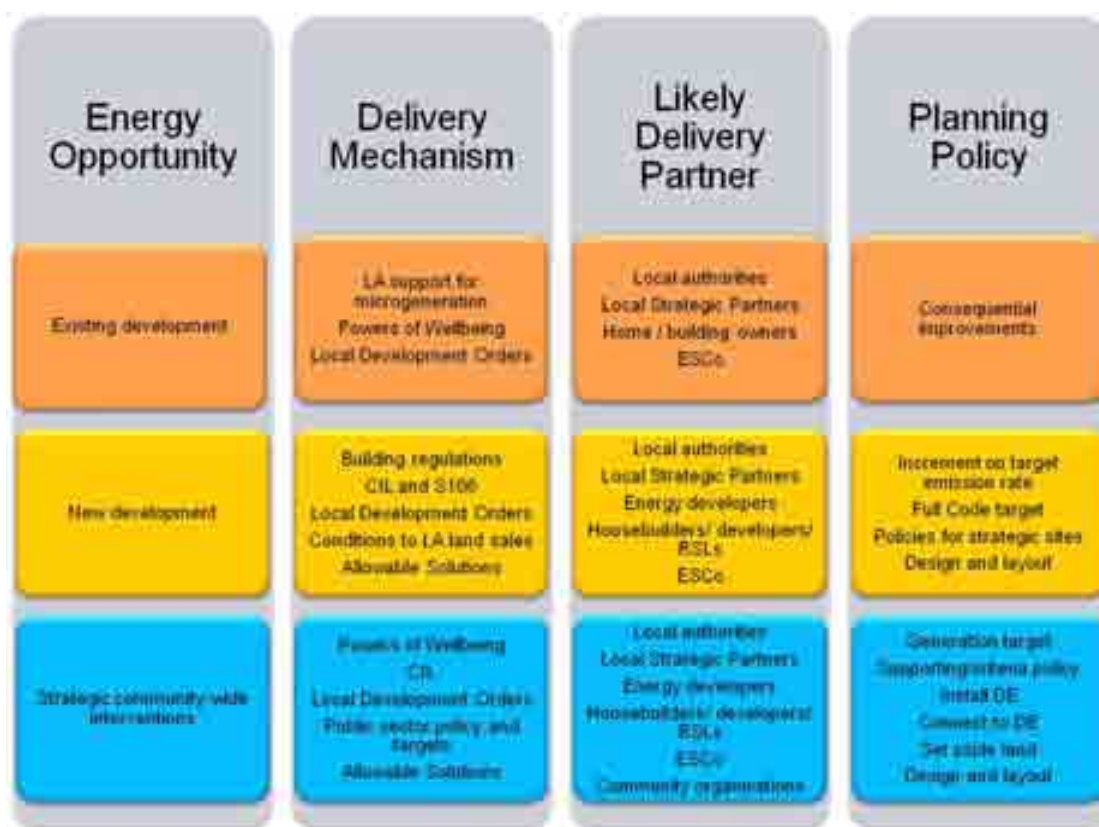 Energy
Opportunity
Delivery
Mechanism
Likely
Delivery
Partner
Planning
Policy
Existing development
LA support for
microgeneration
Powers of Wellbeing
Local Development Orders
Local authorities
Local Strategic Partners
Home / building owners
ESCo
Consequential
improvements
New development
Building regulations
CIL and S106
Local Development Orders
Conditions to LA land sales
Allowable Solutions
Local authorities
Local Strategic Partners
Energy developers
Housebuilders/ developers/
RSLs
ESCo
Increment on target
emission rate
Full Code target
Policies for strategic sites
Design and layout
Strategic community-wide
interventions
Powers of Wellbeing
CIL
Local Development Orders
Public sector policy and
targets
Allowable Solutions
Local authorities
Local Strategic Partners
Energy developers
Housebuilders/ developers/
RSLs
ESCo
Community organisations
Generation target
Supporting/criteria policy
Install DE
Connect to DE
Set aside land
Design and layout